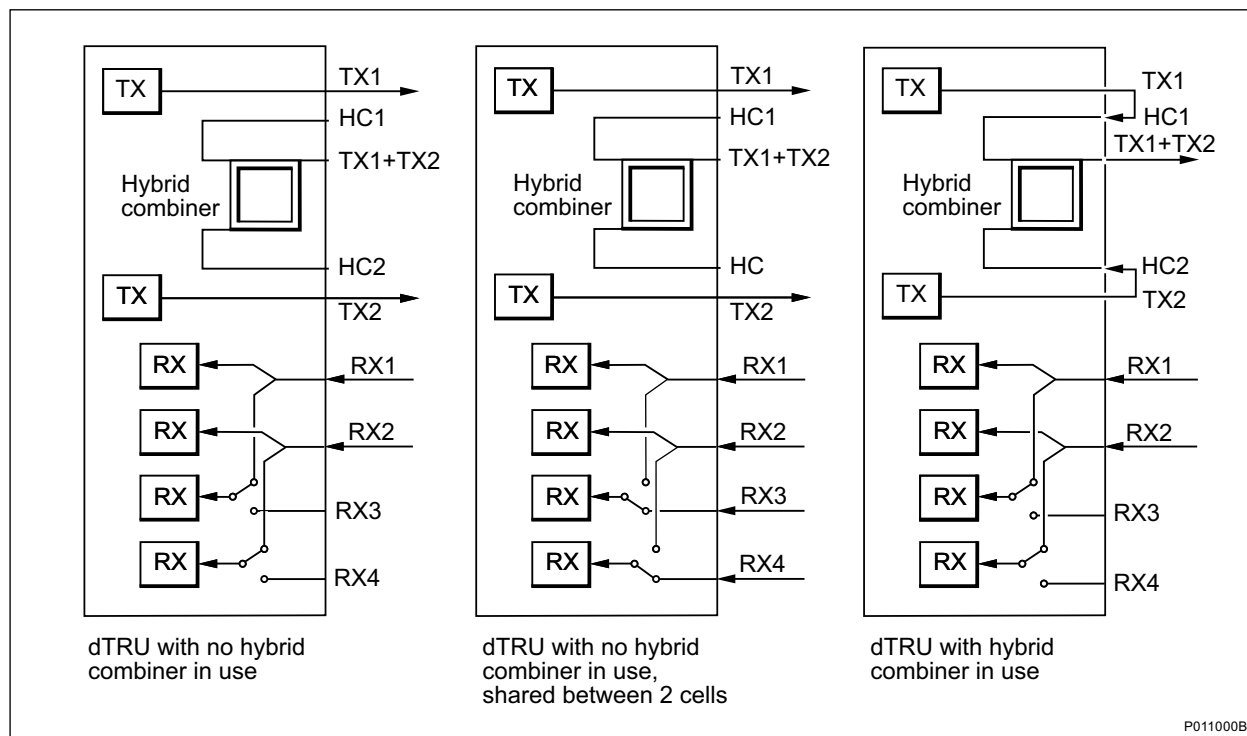 TX
TX1
HC1
TX1+TX2
Hybrid
combiner
HC2
TX
TX2
RX
RX1
RX
RX2
RX
RX3
RX
RX4
dTRU with no hybrid
combiner in use
TX
TX1
HC1
TX1+TX2
Hybrid
combiner
HC
TX
TX2
RX
RX1
RX
RX2
RX
RX3
RX
RX4
dTRU with no hybrid
combiner in use,
shared between 2 cells
TX
TX1
HC1
TX1+TX2
Hybrid
combiner
HC2
TX
TX2
RX
RX1
RX
RX2
RX
RX3
RX
RX4
dTRU with hybrid
combiner in use
P011000B